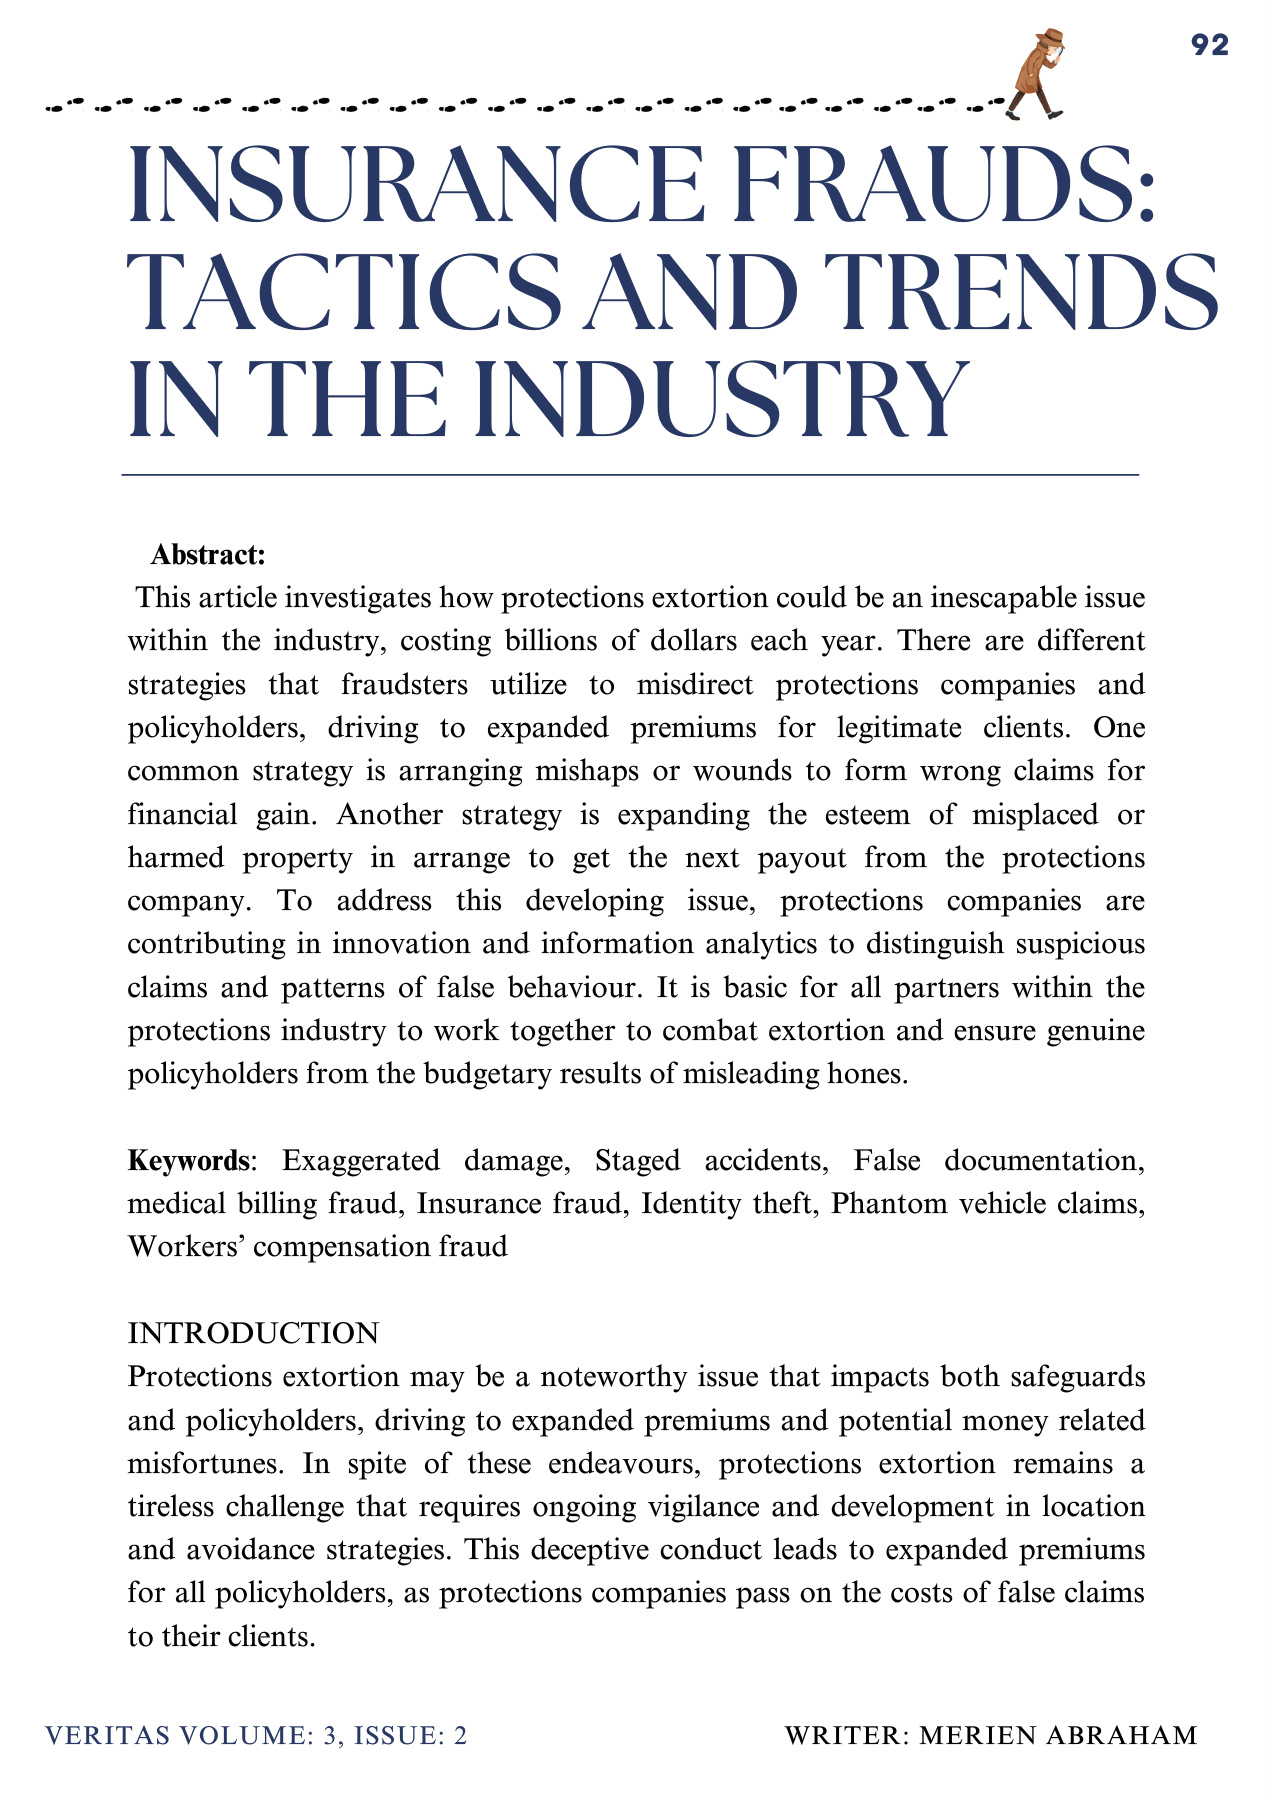 92
INSURANCE FRAUDS:
TACTICS AND TRENDS
IN THE INDUSTRY
Abstract:
This article investigates how protections extortion could be an inescapable issue
within the industry, costing billions of dollars each year. There are different
strategies that fraudsters utilize to misdirect protections companies and
policyholders, driving to expanded premiums for legitimate clients. One
common strategy is arranging mishaps or wounds to form wrong claims for
financial gain. Another strategy is expanding the esteem of misplaced or
harmed property in arrange to get the next payout from the protections
company. To address this developing issue, protections companies are
contributing in innovation and information analytics to distinguish suspicious
claims and patterns of false behaviour. It is basic for all partners within the
protections industry to work together to combat extortion and ensure genuine
policyholders from the budgetary results of misleading hones.
Keywords: Exaggerated damage, Staged accidents, False documentation,
medical billing fraud, Insurance fraud, Identity theft, Phantom vehicle claims,
Workers’ compensation fraud
INTRODUCTION
Protections extortion may be a noteworthy issue that impacts both safeguards
and policyholders, driving to expanded premiums and potential money related
misfortunes. In spite of these endeavours, protections extortion remains a
tireless challenge that requires ongoing vigilance and development in location
and avoidance strategies. This deceptive conduct leads to expanded premiums
for all policyholders, as protections companies pass on the costs of false claims
to their clients.
VERITAS VOLUME: 3, ISSUE: 2
WRITER: MERIEN ABRAHAM